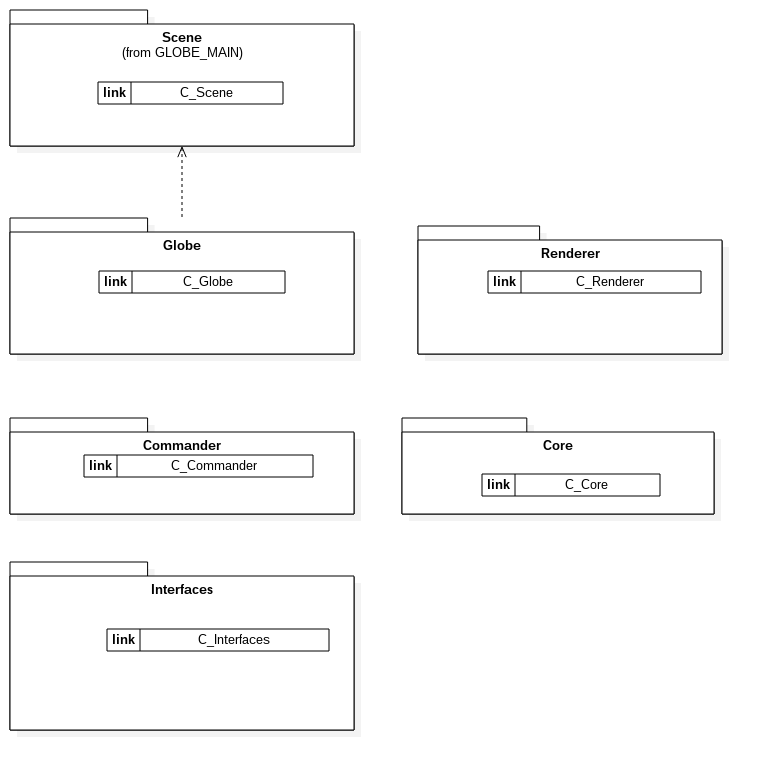 Scene
(from GLOBE_MAIN)
link C_Scene
Globe
link C_Globe
Renderer
link C_Renderer
Commander
link C_Commander
Core
link C_Core
Interfaces
link C_Interfaces